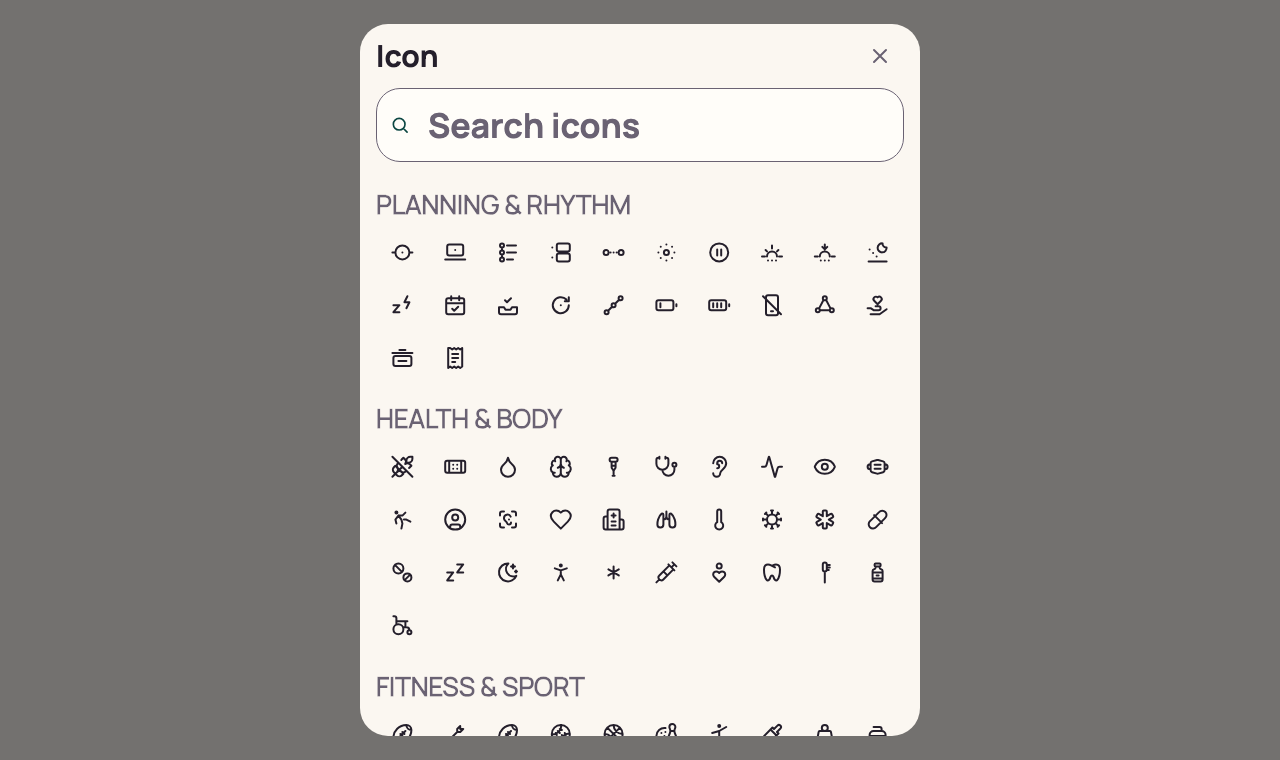 Icon
Search icons
PLANNING & RHYTHM
HEALTH & BODY
FITNESS & SPORT